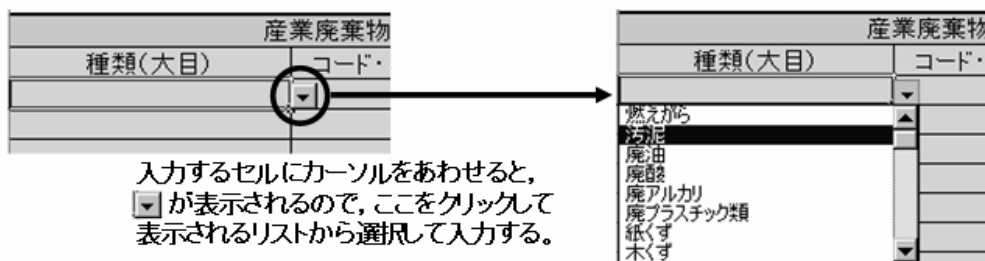 産業廃棄物
種類(大目)
コード・
入力するセルにカーソルをあわせると,
が表示されるので,ここをクリックして
表示されるリストから選択して入力する。
産業廃棄物
種類(大目)
コード・
燃えがら
汚泥
廃油
廃酸
廃アルカリ
廃プラスチック類
紙くず
木くず